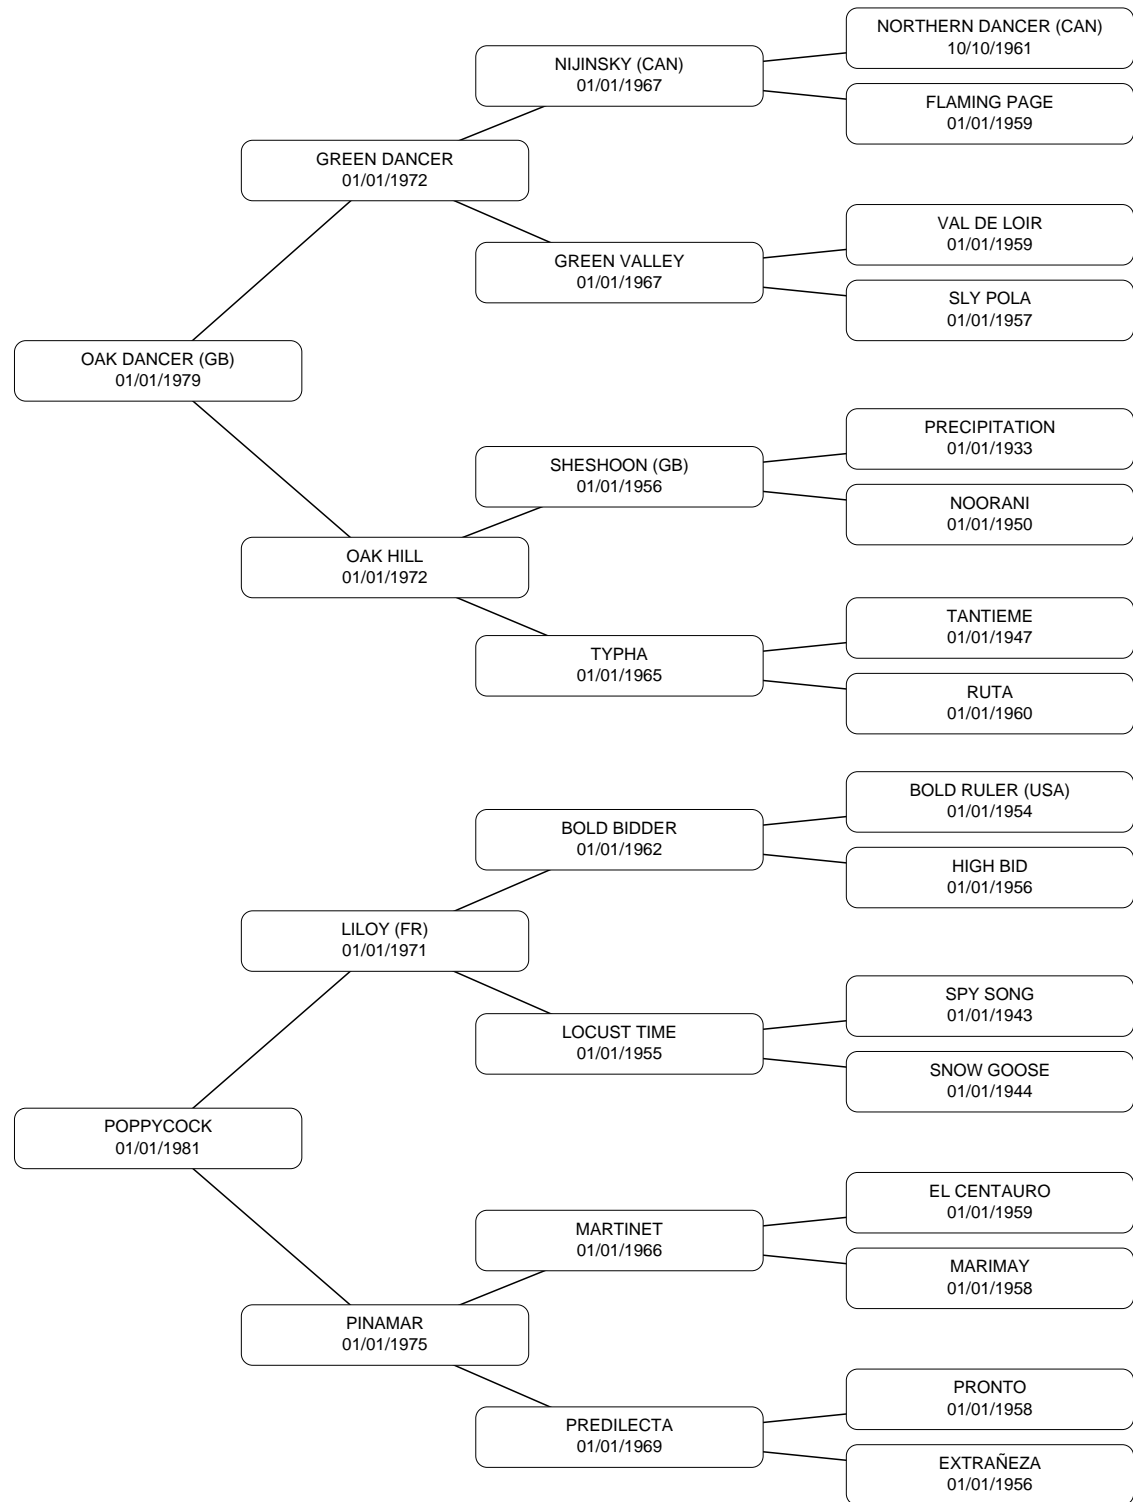 NORTHERN DANCER (CAN)
10/10/1961
NIJINSKY (CAN)
01/01/1967
FLAMING PAGE
01/01/1959
GREEN DANCER
01/01/1972
VAL DE LOIR
01/01/1959
GREEN VALLEY
01/01/1967
SLY POLA
01/01/1957
OAK DANCER (GB)
01/01/1979
PRECIPITATION
01/01/1933
SHESHOON (GB)
01/01/1956
NOORANI
01/01/1950
OAK HILL
01/01/1972
TANTIEME
01/01/1947
TYPHA
01/01/1965
RUTA
01/01/1960
BOLD RULER (USA)
01/01/1954
BOLD BIDDER
01/01/1962
HIGH BID
01/01/1956
LILOY (FR)
01/01/1971
SPY SONG
01/01/1943
LOCUST TIME
01/01/1955
SNOW GOOSE
01/01/1944
POPPYCOCK
01/01/1981
EL CENTAURO
01/01/1959
MARTINET
01/01/1966
MARIMAY
01/01/1958
PINAMAR
01/01/1975
PRONTO
01/01/1958
PREDILECTA
01/01/1969
EXTRAÑEZA
01/01/1956